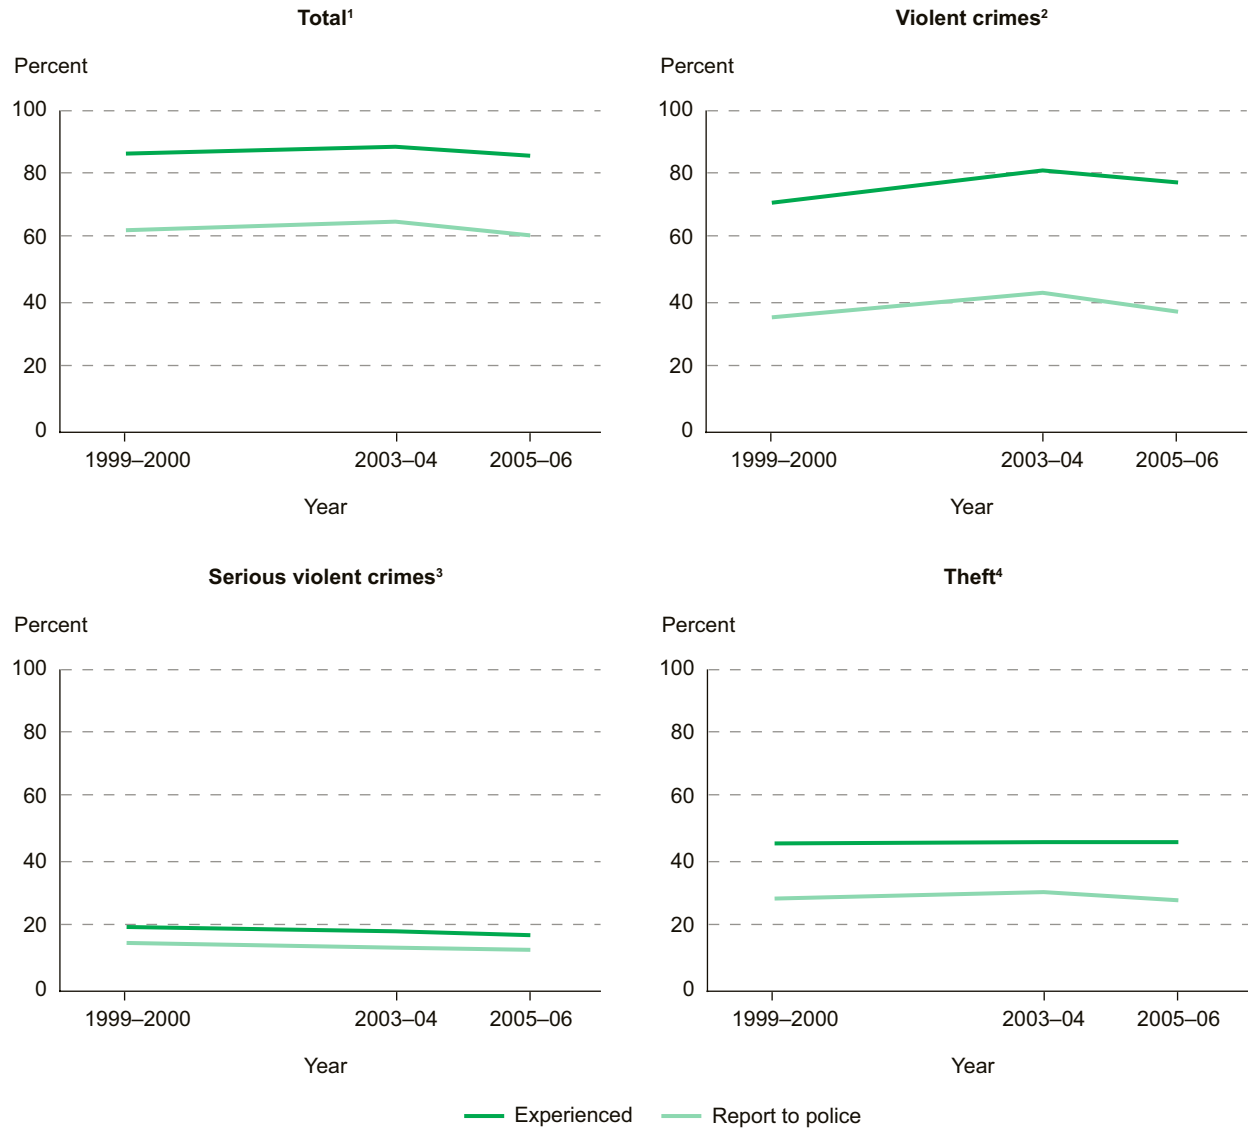 Total¹
Percent
100
80
60
40
20
0
1999–2000 2003–04 2005–06
Year
Violent crimes²
Percent
100
80
60
40
20
0
1999–2000 2003–04 2005–06
Year
Serious violent crimes³
Percent
100
80
60
40
20
0
1999–2000 2003–04 2005–06
Year
Theft⁴
Percent
100
80
60
40
20
0
1999–2000 2003–04 2005–06
Year
Experienced Report to police